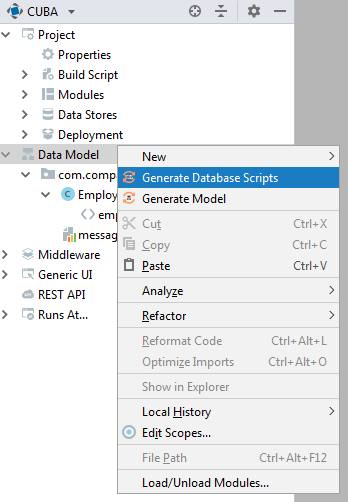 CUBA
Project
Properties
Build Script
Modules
Data Stores
Deployment
Data Model
com.comp
Employ
emp
messag
Middleware
Generic UI
REST API
Runs At...
New
Generate Database Scripts
Generate Model
Cut Ctrl+X
Copy Ctrl+C
Paste Ctrl+V
Analyze
Refactor
Reformat Code Ctrl+Alt+L
Optimize Imports Ctrl+Alt+O
Show in Explorer
Local History
Edit Scopes...
File Path Ctrl+Alt+F12
Load/Unload Modules...